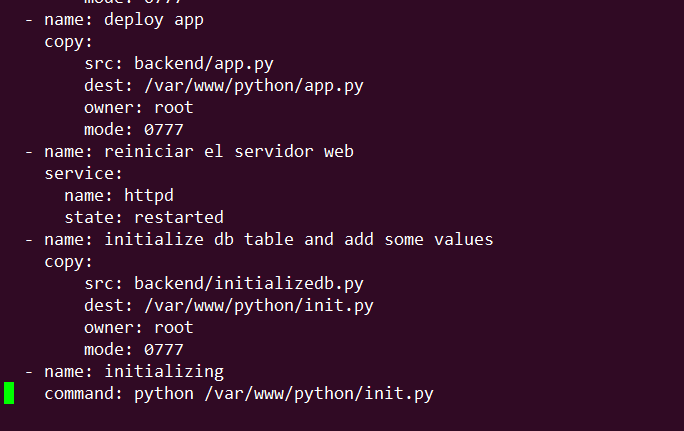 mode: 0777
- name: deploy app
copy:
src: backend/app.py
dest: /var/www/python/app.py
owner: root
mode: 0777
- name: reiniciar el servidor web
service:
name: httpd
state: restarted
- name: initialize db table and add some values
copy:
src: backend/initializedb.py
dest: /var/www/python/init.py
owner: root
mode: 0777
- name: initializing
command: python /var/www/python/init.py